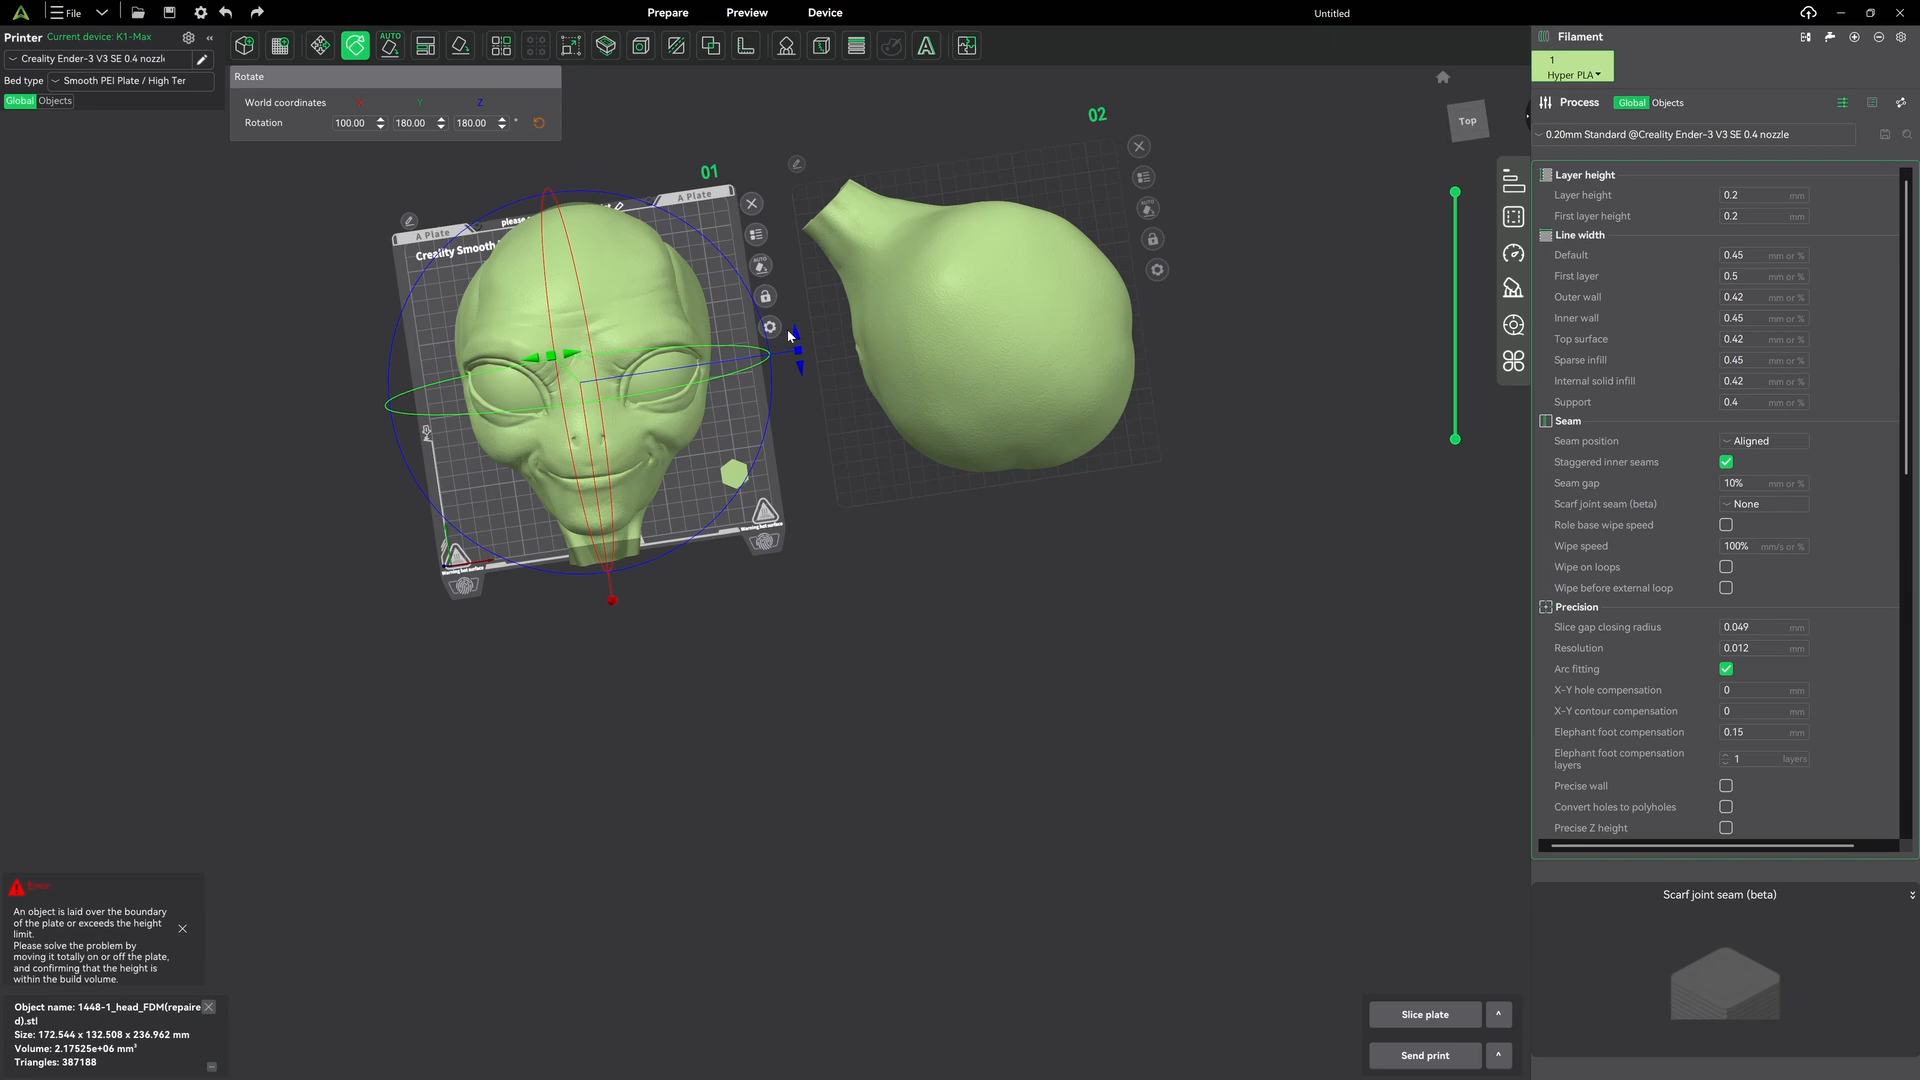 File
Prepare
Preview
Device
Untitled
Printer
Current device: K1-Max
Creality Ender-3 V3 SE 0.4 nozzle
Bed type
Smooth PEI Plate / High Ter
Global
Objects
AUTO
Rotate
World coordinates
X
Y
Z
Rotation
100.00
180.00
180.00
°
01
02
A Plate
A Plate
please
Creality Smooth
AUTO
AUTO
Warning hot surface
Warning hot surface
Top
Filament
1
Hyper PLA
Process
Global
Objects
0.20mm Standard @Creality Ender-3 V3 SE 0.4 nozzle
Layer height
Layer height 0.2 mm
First layer height 0.2 mm
Line width
Default 0.45 mm or %
First layer 0.5 mm or %
Outer wall 0.42 mm or %
Inner wall 0.45 mm or %
Top surface 0.42 mm or %
Sparse infill 0.45 mm or %
Internal solid infill 0.42 mm or %
Support 0.4 mm or %
Seam
Seam position Aligned
Staggered inner seams
Seam gap 10% mm or %
Scarf joint seam (beta) None
Role base wipe speed
Wipe speed 100% mm/s or %
Wipe on loops
Wipe before external loop
Precision
Slice gap closing radius 0.049 mm
Resolution 0.012 mm
Arc fitting
X-Y hole compensation 0 mm
X-Y contour compensation 0 mm
Elephant foot compensation 0.15 mm
Elephant foot compensation
layers 1 layers
Precise wall
Convert holes to polyholes
Precise Z height
Scarf joint seam (beta)
Error
An object is laid over the boundary
of the plate or exceeds the height
limit.
Please solve the problem by
moving it totally on or off the plate,
and confirming that the height is
within the build volume.
Object name: 1448-1_head_FDM(repaire
d).stl
Size: 172.544 x 132.508 x 236.962 mm
Volume: 2.17525e+06 mm³
Triangles: 387188
Slice plate
Send print